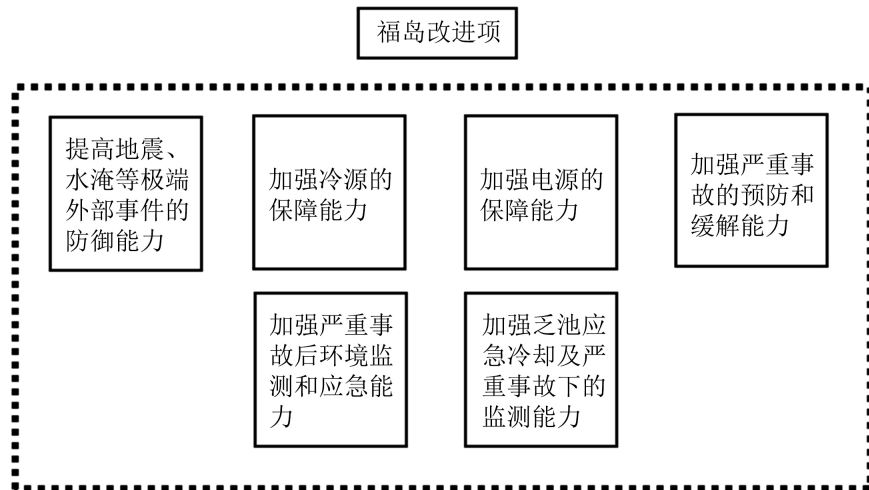 福岛改进项
提高地震、
水淹等极端
外部事件的
防御能力
加强冷源的
保障能力
加强电源的
保障能力
加强严重事
故的预防和
缓解能力
加强严重事
故后环境监
测和应急能
力
加强乏池应
急冷却及严
重事故下的
监测能力